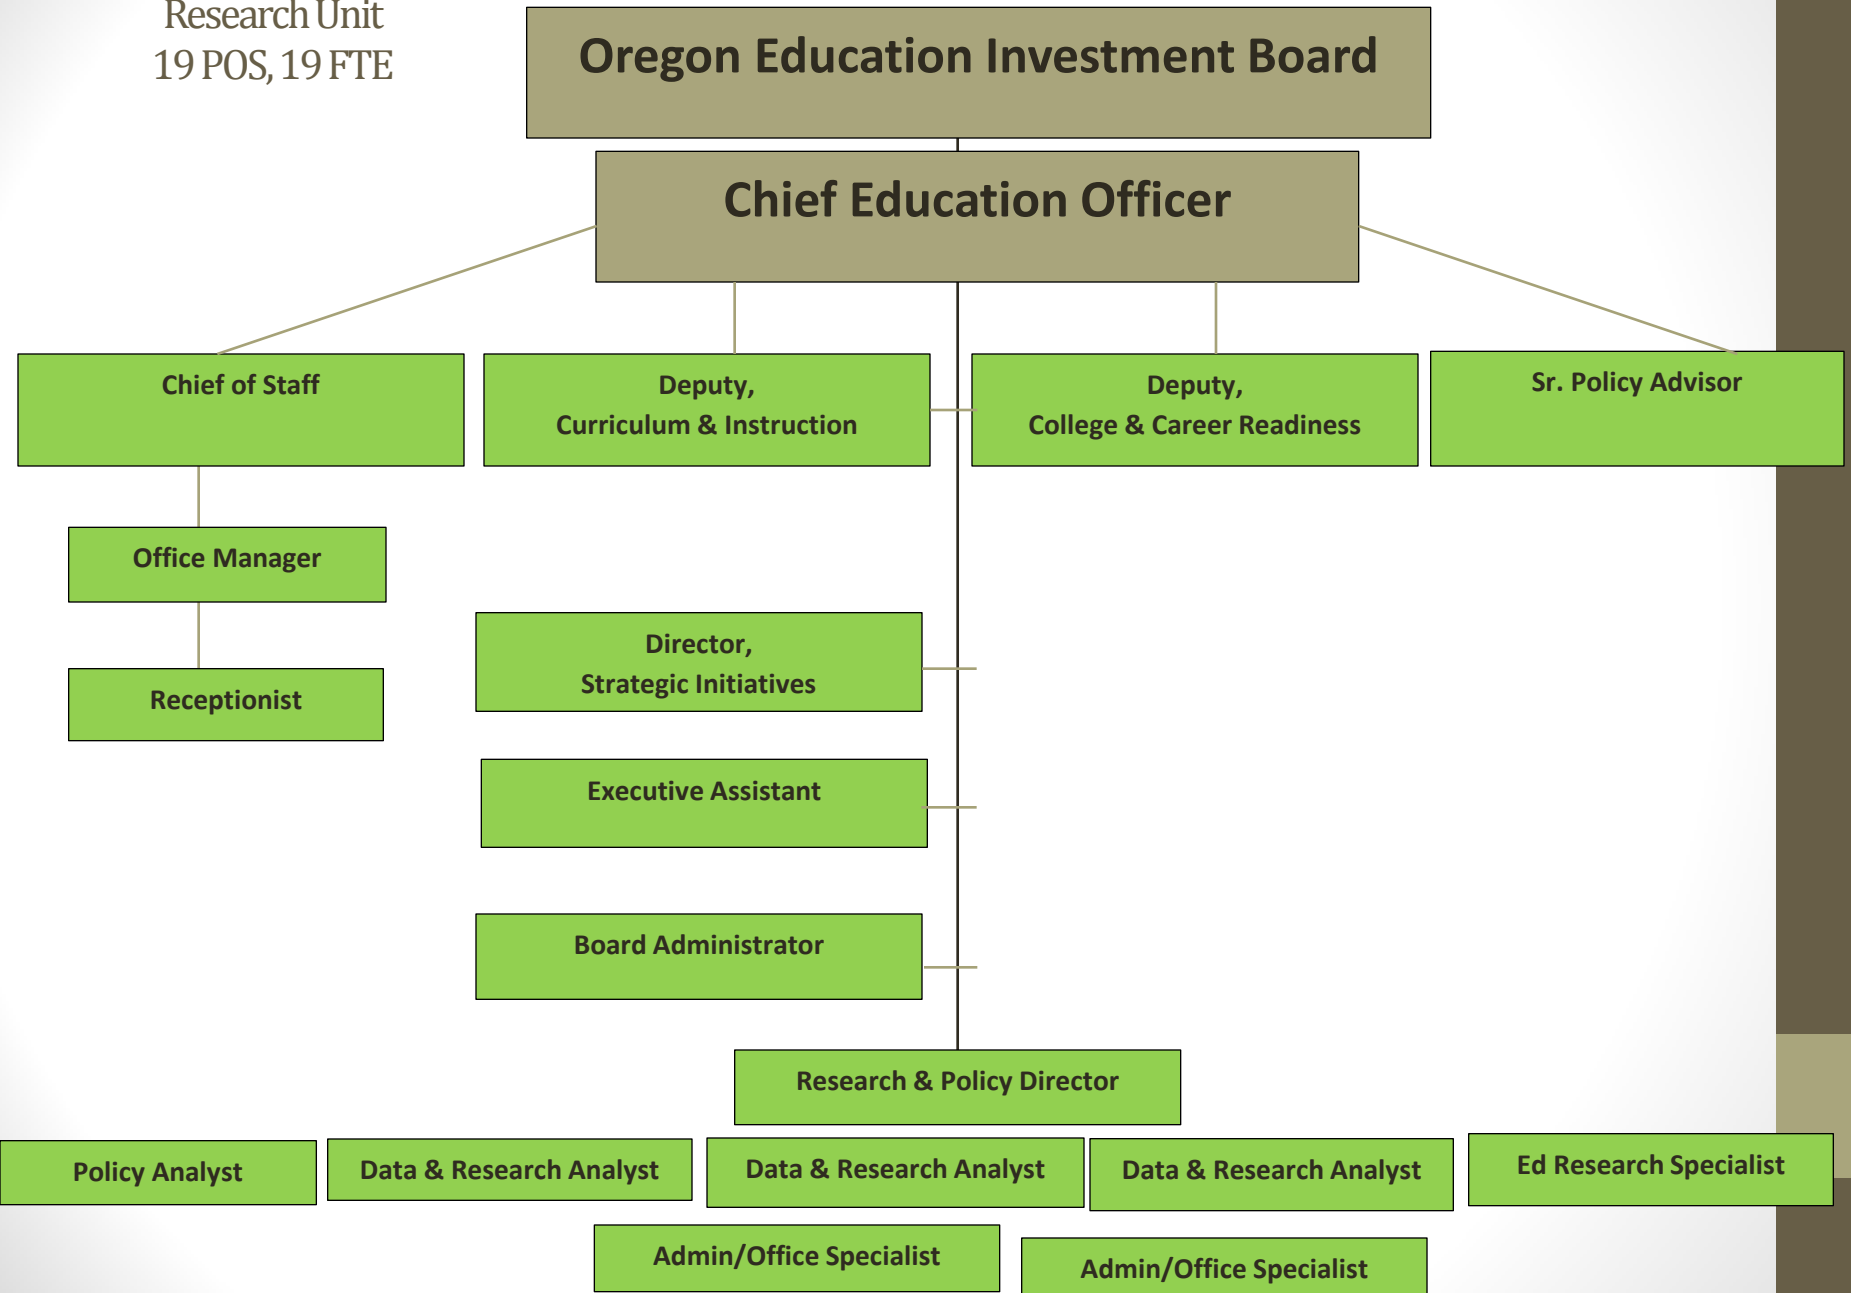 Research Unit
19 POS, 19 FTE
Oregon Education Investment Board
Chief Education Officer
Chief of Staff
Deputy,
Curriculum & Instruction
Deputy,
College & Career Readiness
Sr. Policy Advisor
Office Manager
Receptionist
Director,
Strategic Initiatives
Executive Assistant
Board Administrator
Research & Policy Director
Policy Analyst
Data & Research Analyst
Data & Research Analyst
Data & Research Analyst
Ed Research Specialist
Admin/Office Specialist
Admin/Office Specialist